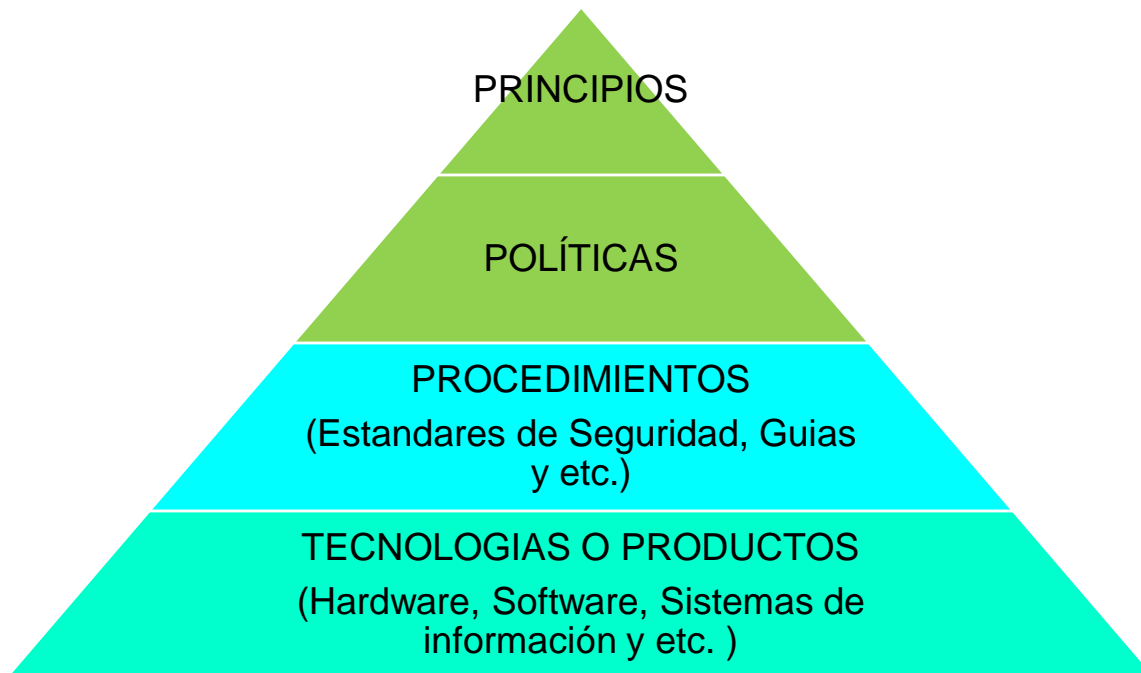 PRINCIPIOS
POLÍTICAS
PROCEDIMIENTOS
(Estandares de Seguridad, Guias
y etc.)
TECNOLOGIAS O PRODUCTOS
(Hardware, Software, Sistemas de
información y etc. )